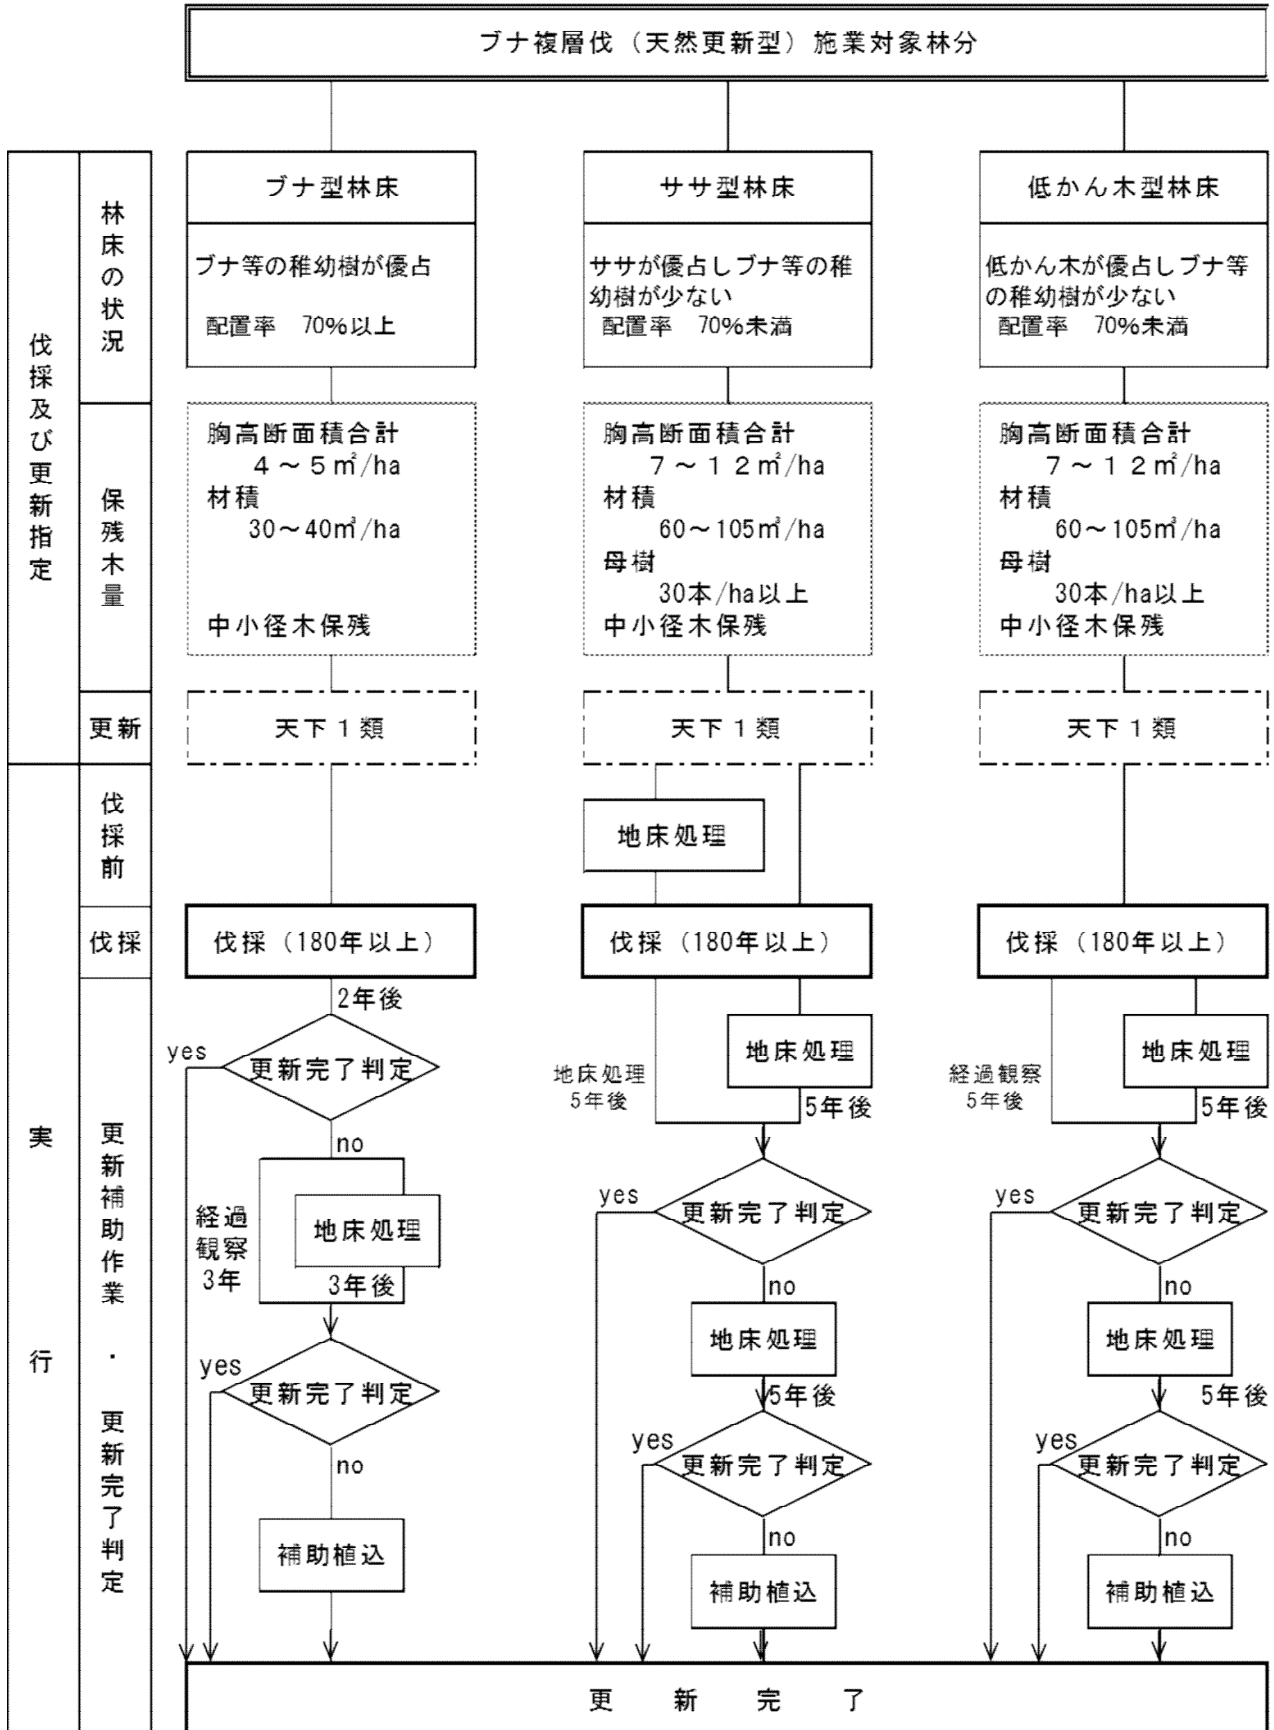 ブナ複層伐（天然更新型）施業対象林分
伐採及び更新指定
林床の状況
ブナ型林床
ブナ等の稚幼樹が優占
配置率　70%以上
ササ型林床
ササが優占しブナ等の稚
幼樹が少ない
配置率　70%未満
低かん木型林床
低かん木が優占しブナ等
の稚幼樹が少ない
配置率　70%未満
保残木量
胸高断面積合計
４～５㎡/ha
材積
30～40㎥/ha
中小径木保残
胸高断面積合計
７～１２㎡/ha
材積
60～105㎥/ha
母樹
30本/ha以上
中小径木保残
胸高断面積合計
７～１２㎡/ha
材積
60～105㎥/ha
母樹
30本/ha以上
中小径木保残
更新
天下１類
天下１類
天下１類
実行
伐採前
地床処理
伐採
伐採（180年以上）
伐採（180年以上）
伐採（180年以上）
更新補助作業・更新完了判定
2年後
yes
更新完了判定
no
経過
観察
3年
地床処理
3年後
yes
更新完了判定
no
補助植込
地床処理
5年後
地床処理
5年後
yes
更新完了判定
no
地床処理
5年後
yes
更新完了判定
no
補助植込
経過観察
5年後
地床処理
5年後
yes
更新完了判定
no
地床処理
5年後
yes
更新完了判定
no
補助植込
更新完了